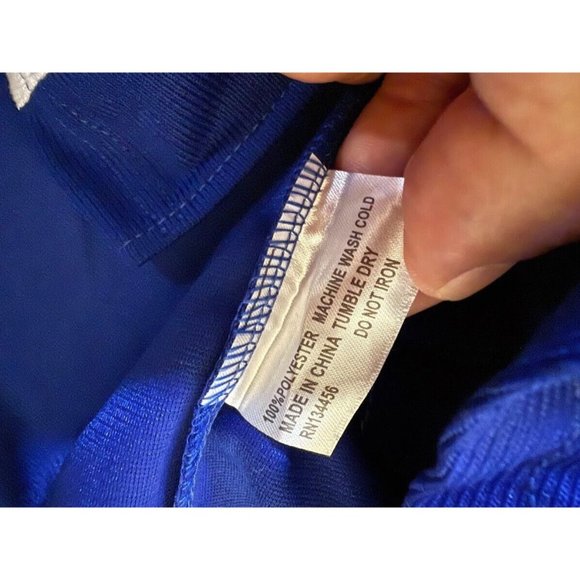 100%POLYESTER MACHINE WASH COLD
MADE IN CHINA TUMBLE DRY
RN134456 DO NOT IRON